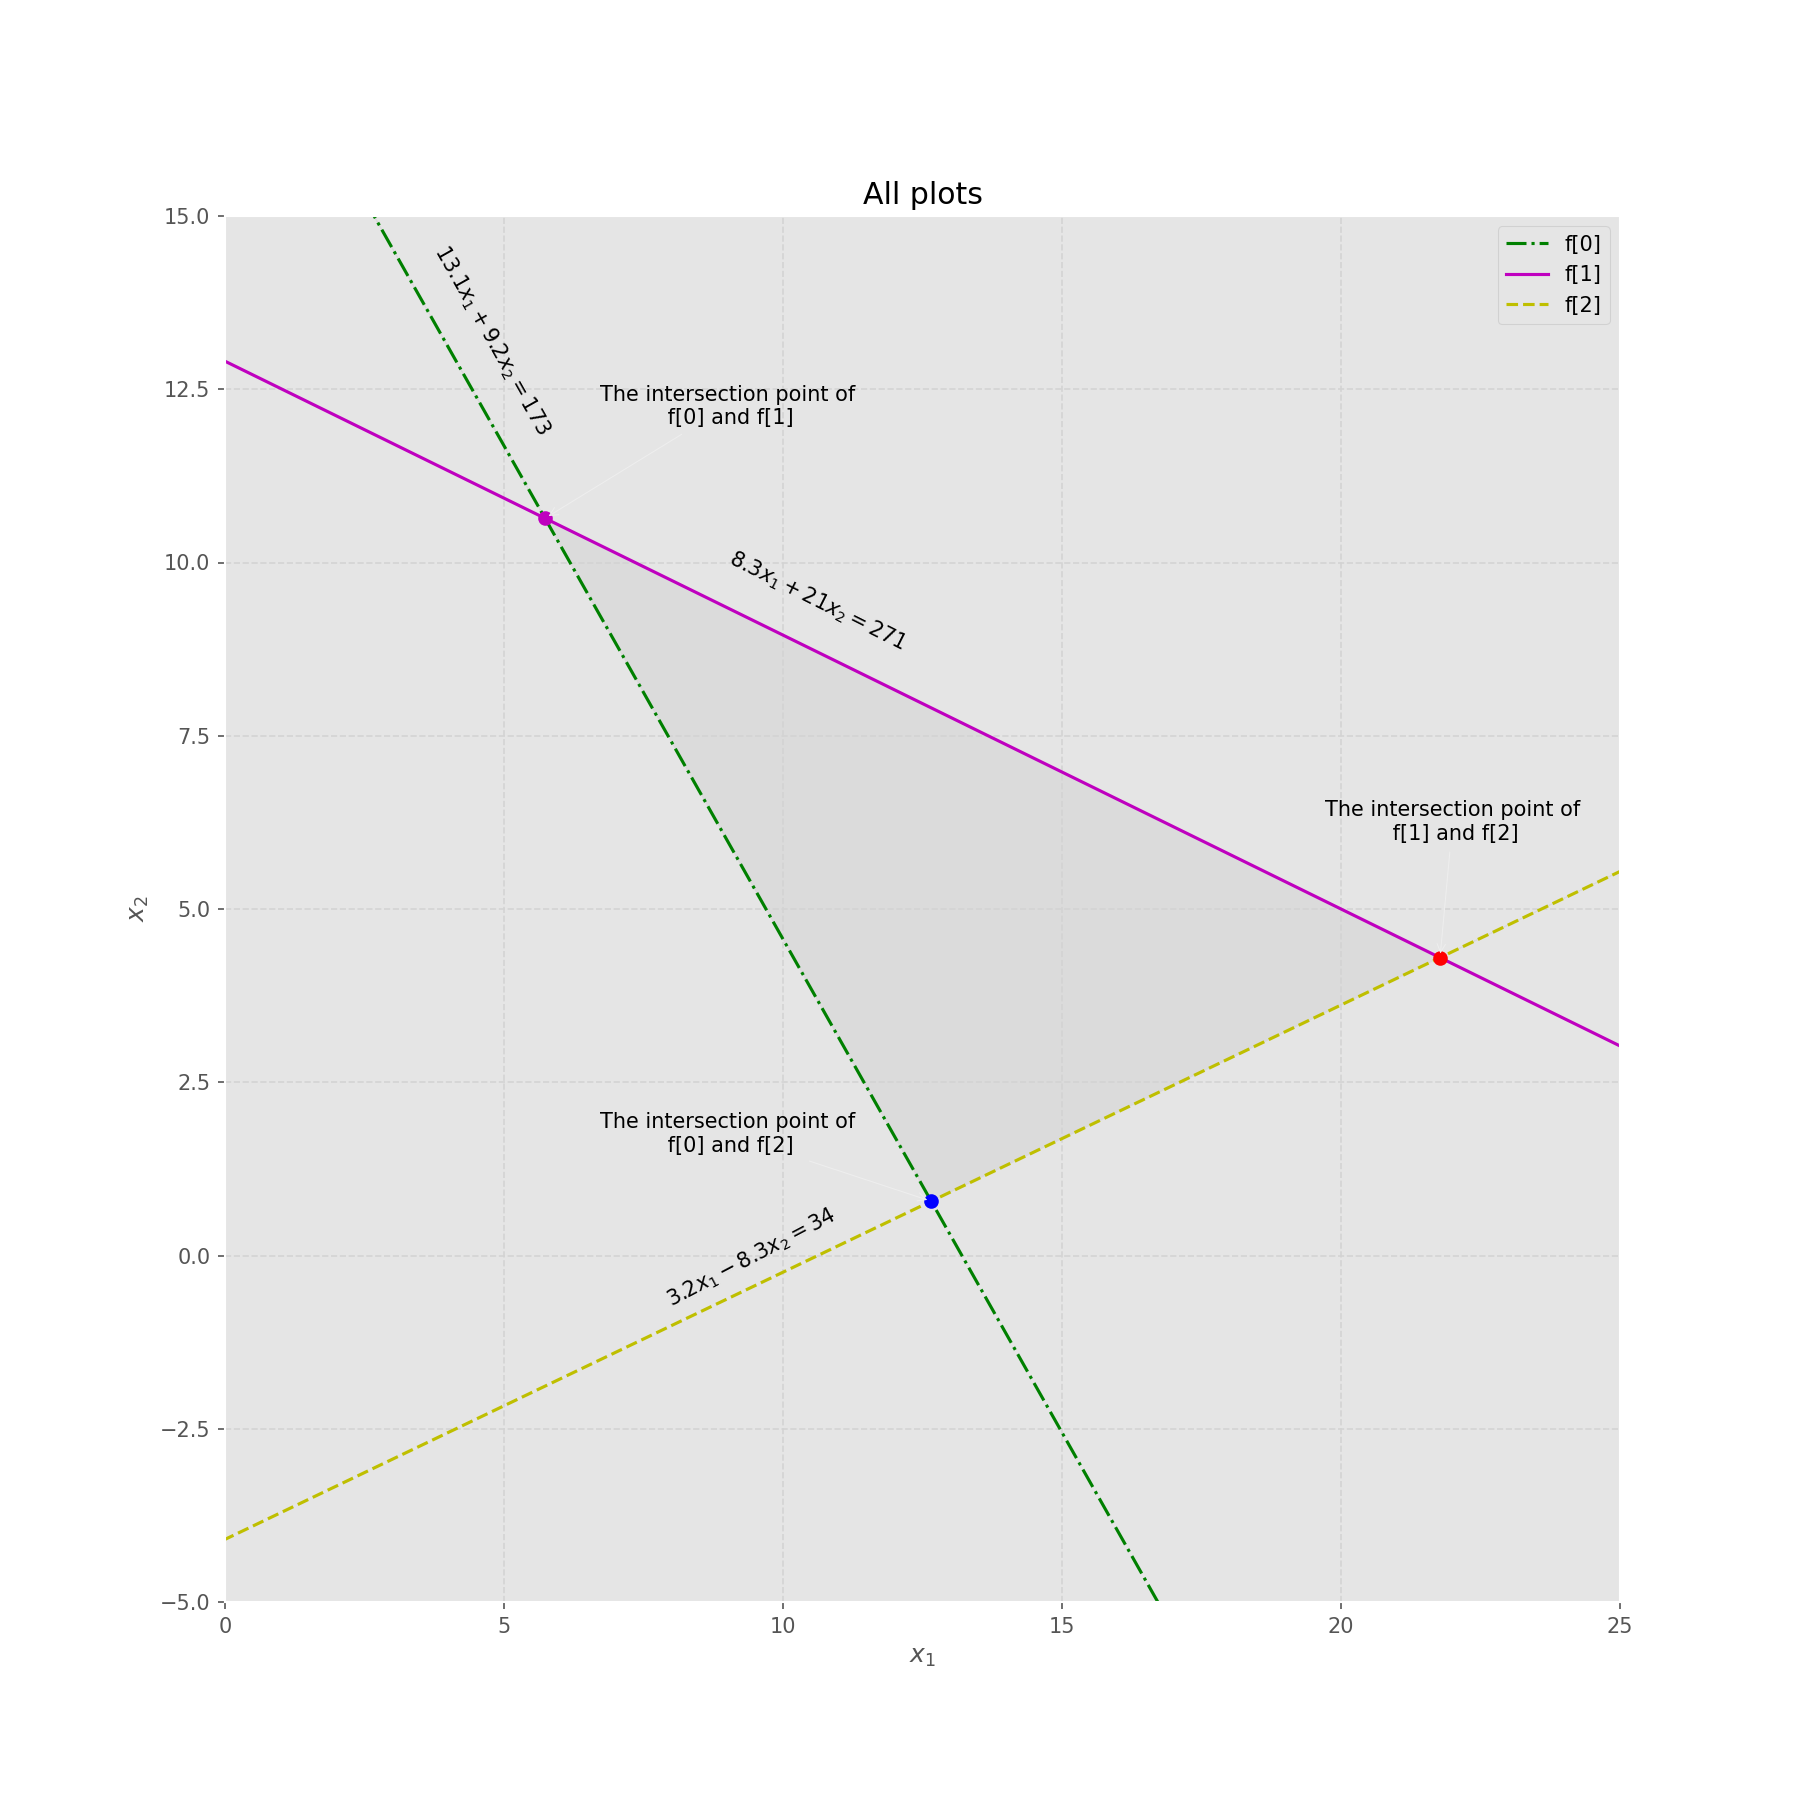 All plots
15.0
12.5
10.0
7.5
5.0
2.5
0.0
−2.5
−5.0
x₂
0 5 10 15 20 25
x₁
f[0]
f[1]
f[2]
13.1x₁ + 9.2x₂ = 173
The intersection point of
f[0] and f[1]
8.3x₁ + 21x₂ = 271
The intersection point of
f[1] and f[2]
The intersection point of
f[0] and f[2]
3.2x₁ − 8.3x₂ = 34